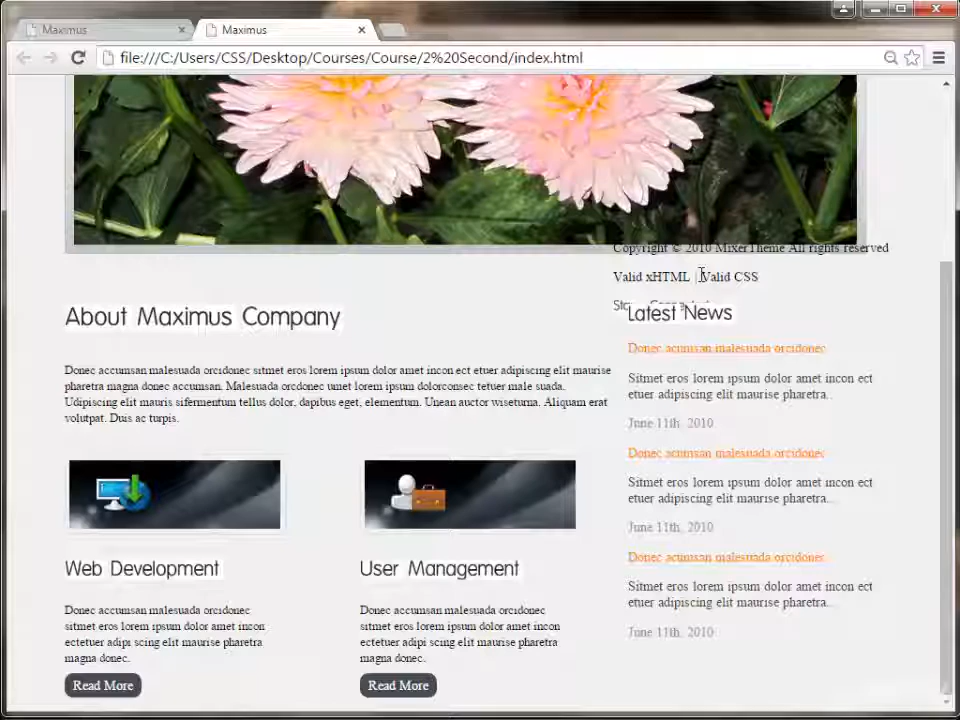 Maximus
Maximus
file:///C:/Users/CSS/Desktop/Courses/Course/2%20Second/index.html
Copyright © 2010 MixerTheme All rights reserved
Valid xHTML | Valid CSS
About Maximus Company
Donec accumsan malesuada orcidonec sitmet eros lorem ipsum dolor amet incon ect etuer adipiscing elit maurise
pharetra magna donec accumsan. Malesuada orcdonec umet lorem ipsum dolorconsec tetuer male suada.
Udipiscing elit mauris sifermentum tellus dolor, dapibus eget, elementum. Unean auctor wisetuma. Aliquam erat
volutpat. Duis ac turpis.
Web Development
Donec accumsan malesuada orcidonec
sitmet eros lorem ipsum dolor amet incon
ectetuer adipi scing elit maurise pharetra
magna donec.
Read More
User Management
Donec accumsan malesuada orcidonec
sitmet eros lorem ipsum dolor amet incon
ectetuer adipi scing elit maurise pharetra
magna donec.
Read More
Latest News
Donec acumsan malesuada orcidonec
Sitmet eros lorem ipsum dolor amet incon ect
etuer adipiscing elit maurise pharetra..
June 11th, 2010
Donec acumsan malesuada orcidonec
Sitmet eros lorem ipsum dolor amet incon ect
etuer adipiscing elit maurise pharetra..
June 11th, 2010
Donec acumsan malesuada orcidonec
Sitmet eros lorem ipsum dolor amet incon ect
etuer adipiscing elit maurise pharetra..
June 11th, 2010